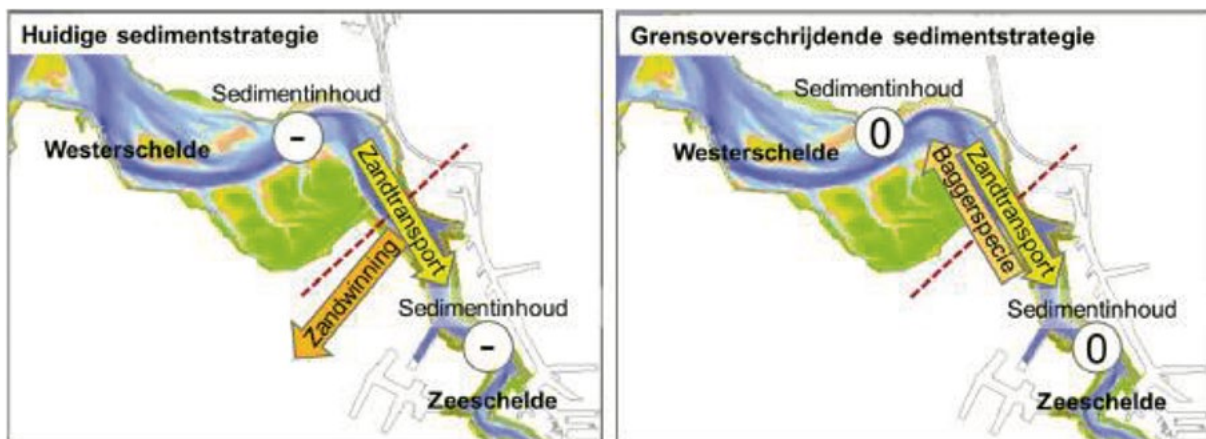 Huidige sedimentstrategie
Sedimentinhoud
-
Westerschelde
Zandtransport
Zandwinning
Sedimentinhoud
-
Zeeschelde
Grensoverschrijdende sedimentstrategie
Sedimentinhoud
0
Westerschelde
Baggerspecie
Zandtransport
Sedimentinhoud
0
Zeeschelde